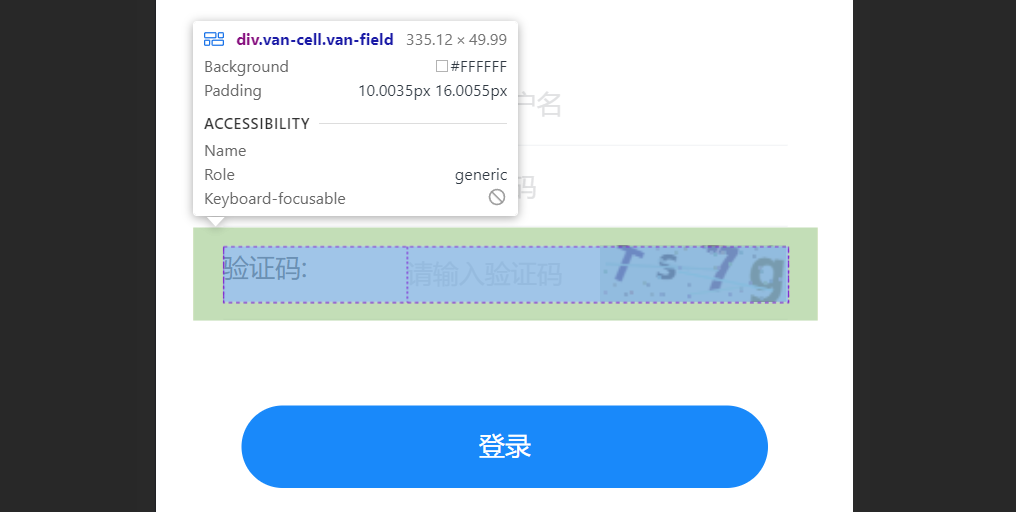 div.van-cell.van-field 335.12 × 49.99
Background #FFFFFF
Padding 10.0035px 16.0055px
ACCESSIBILITY
Name
Role generic
Keyboard-focusable
户名
码
验证码: 请输入验证码 T s 7 g
登录